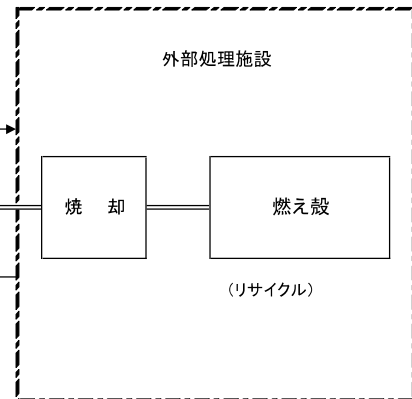 外部処理施設
焼　却
燃え殻
（リサイクル）